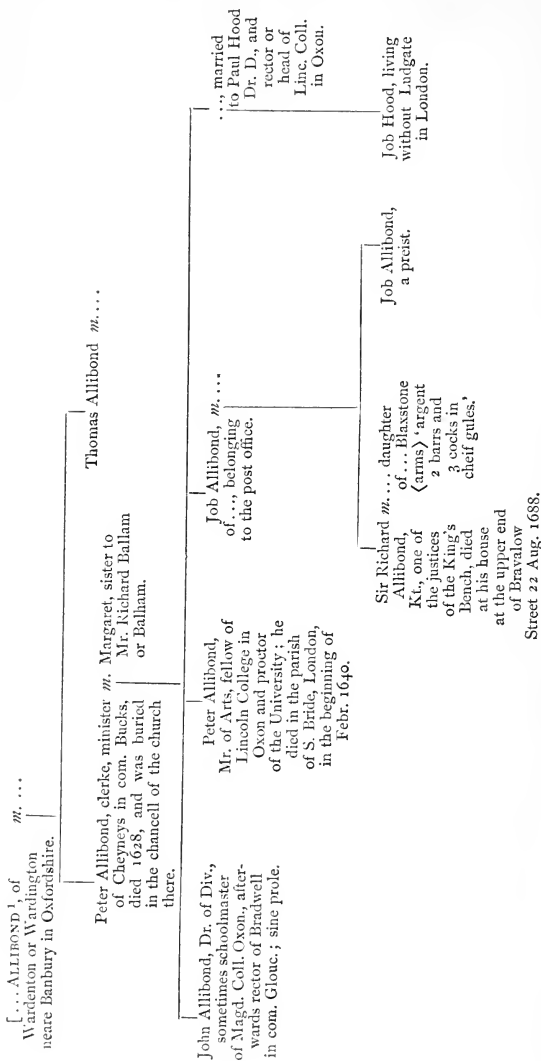 [... ALLIBOND ¹, of m. ....
Wardenton or Wardington
neare Banbury in Oxfordshire.
Peter Allibond, clerke, minister m. Margaret, sister to
of Cheyneys in com. Bucks, Mr. Richard Ballam
died 1628, and was buried or Balham.
in the chancell of the church
there.
Thomas Allibond m. ....
John Allibond, Dr. of Div.,
sometimes schoolmaster
of Magd. Coll. Oxon., after-
wards rector of Bradwell
in com. Glouc.; sine prole.
Peter Allibond,
Mr. of Arts, fellow of
Lincoln College in
Oxon and proctor
of the University; he
died in the parish
of S. Bride, London,
in the beginning of
Febr. 1640.
Job Allibond, m. ....
of ..., belonging
to the post office.
..., married
to Paul Hood
Dr. D., and
rector or
head of
Linc. Coll.
in Oxon.
Sir Richard m. .... daughter
Allibond, of ... Blaxstone
Kt., one of ⟨arms⟩ 'argent
the justices 2 barrs and
of the King's 3 cocks in
Bench, died cheif gules.'
at his house
at the upper end
of Bravalow
Street 22 Aug. 1688.
Job Allibond,
a preist.
Job Hood, living
without Ludgate
in London.